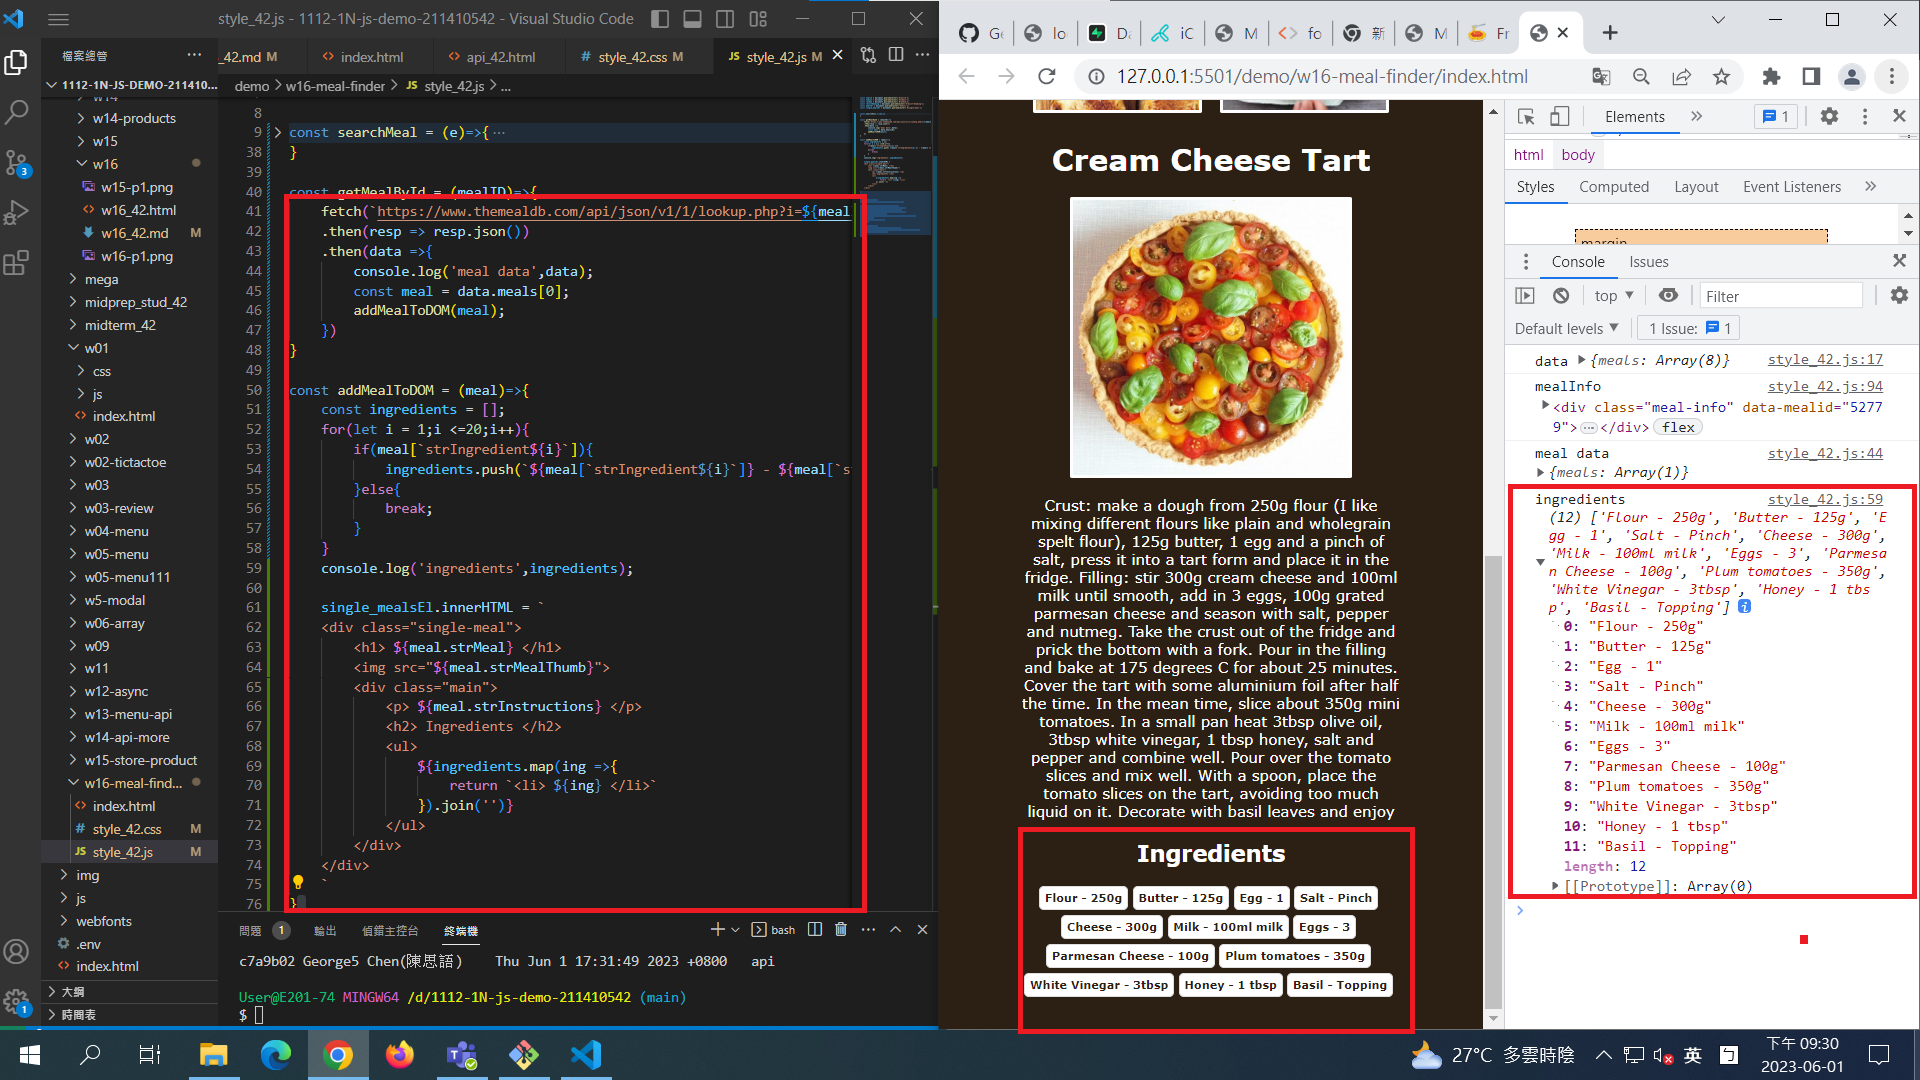 style_42.js - 1112-1N-js-demo-211410542 - Visual Studio Code
檔案總管
_42.md M
index.html
api_42.html
style_42.css M
style_42.js M
1112-1N-JS-DEMO-211410...
w14
w14-products
w15
w16
w15-p1.png
w16_42.html
w16_42.md M
w16-p1.png
mega
midprep_stud_42
midterm_42
w01
css
js
index.html
w02
w02-tictactoe
w03
w03-review
w04-menu
w05-menu
w05-menu111
w5-modal
w06-array
w09
w11
w12-async
w13-menu-api
w14-api-more
w15-store-product
w16-meal-find...
index.html
style_42.css M
style_42.js M
img
js
webfonts
.env
index.html
大綱
時間表
3
1
demo > w16-meal-finder > JS style_42.js > ...
8
9 const searchMeal = (e)=>{ ...
38 }
39
40 const getMealById = (mealID)=>{
41 fetch(`https://www.themealdb.com/api/json/v1/1/lookup.php?i=${meal
42 .then(resp => resp.json())
43 .then(data =>{
44 console.log('meal data',data);
45 const meal = data.meals[0];
46 addMealToDOM(meal);
47 })
48 }
49
50 const addMealToDOM = (meal)=>{
51 const ingredients = [];
52 for(let i = 1;i <=20;i++){
53 if(meal[`strIngredient${i}`]){
54 ingredients.push(`${meal[`strIngredient${i}`]} - ${meal[`s
55 }else{
56 break;
57 }
58 }
59 console.log('ingredients',ingredients);
60
61 single_mealsEl.innerHTML = `
62 <div class="single-meal">
63 <h1> ${meal.strMeal} </h1>
64 <img src="${meal.strMealThumb}">
65 <div class="main">
66 <p> ${meal.strInstructions} </p>
67 <h2> Ingredients </h2>
68 <ul>
69 ${ingredients.map(ing =>{
70 return `<li> ${ing} </li>`
71 }).join('')}
72 </ul>
73 </div>
74 </div>
75 `
76 }
問題 1 輸出 偵錯主控台 終端機
bash
c7a9b02 George5 Chen(陳思語) Thu Jun 1 17:31:49 2023 +0800 api
User@E201-74 MINGW64 /d/1112-1N-js-demo-211410542 (main)
$
Ge
lo
Da
iC
M
fo
新
M
Fr
127.0.0.1:5501/demo/w16-meal-finder/index.html
Cream Cheese Tart
Crust: make a dough from 250g flour (I like
mixing different flours like plain and wholegrain
spelt flour), 125g butter, 1 egg and a pinch of
salt, press it into a tart form and place it in the
fridge. Filling: stir 300g cream cheese and 100ml
milk until smooth, add in 3 eggs, 100g grated
parmesan cheese and season with salt, pepper
and nutmeg. Take the crust out of the fridge and
prick the bottom with a fork. Pour in the filling
and bake at 175 degrees C for about 25 minutes.
Cover the tart with some aluminium foil after half
the time. In the mean time, slice about 350g mini
tomatoes. In a small pan heat 3tbsp olive oil,
3tbsp white vinegar, 1 tbsp honey, salt and
pepper and combine well. Pour over the tomato
slices and mix well. With a spoon, place the
tomato slices on the tart, avoiding too much
liquid on it. Decorate with basil leaves and enjoy
Ingredients
Flour - 250g Butter - 125g Egg - 1 Salt - Pinch
Cheese - 300g Milk - 100ml milk Eggs - 3
Parmesan Cheese - 100g Plum tomatoes - 350g
White Vinegar - 3tbsp Honey - 1 tbsp Basil - Topping
Elements
1
html body
Styles Computed Layout Event Listeners
margin
Console Issues
top Filter
Default levels 1 Issue: 1
data {meals: Array(8)} style_42.js:17
mealInfo style_42.js:94
<div class="meal-info" data-mealid="5277
9"> ... </div> flex
meal data style_42.js:44
{meals: Array(1)}
ingredients style_42.js:59
(12) ['Flour - 250g', 'Butter - 125g', 'E
gg - 1', 'Salt - Pinch', 'Cheese - 300g',
'Milk - 100ml milk', 'Eggs - 3', 'Parmesa
n Cheese - 100g', 'Plum tomatoes - 350g',
'White Vinegar - 3tbsp', 'Honey - 1 tbs
p', 'Basil - Topping']
0: "Flour - 250g"
1: "Butter - 125g"
2: "Egg - 1"
3: "Salt - Pinch"
4: "Cheese - 300g"
5: "Milk - 100ml milk"
6: "Eggs - 3"
7: "Parmesan Cheese - 100g"
8: "Plum tomatoes - 350g"
9: "White Vinegar - 3tbsp"
10: "Honey - 1 tbsp"
11: "Basil - Topping"
length: 12
[[Prototype]]: Array(0)
27°C 多雲時陰
英
下午 09:30
2023-06-01